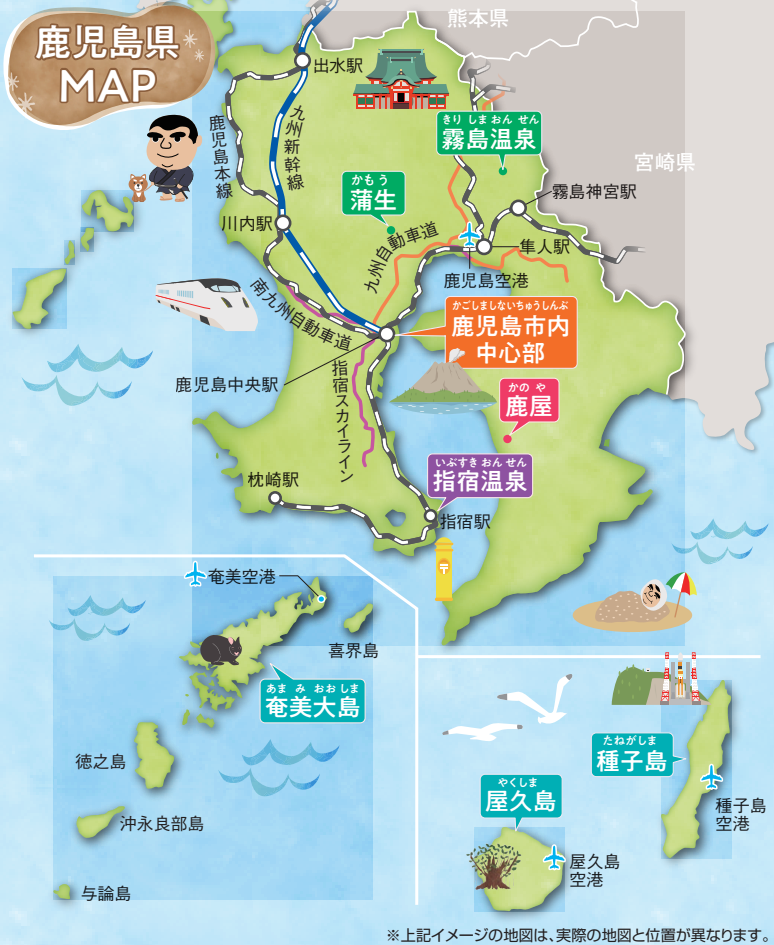 鹿児島県
MAP
熊本県
出水駅
九州新幹線
鹿児島本線
きりしまおんせん
霧島温泉
宮崎県
かもう
蒲生
霧島神宮駅
川内駅
九州自動車道
隼人駅
鹿児島空港
南九州自動車道
かごしましないちゅうしんぶ
鹿児島市内
中心部
鹿児島中央駅
指宿スカイライン
かのや
鹿屋
いぶすきおんせん
指宿温泉
枕崎駅
指宿駅
〒
奄美空港
喜界島
あまみおおしま
奄美大島
徳之島
沖永良部島
与論島
たねがしま
種子島
種子島
空港
やくしま
屋久島
屋久島
空港
※上記イメージの地図は、実際の地図と位置が異なります。